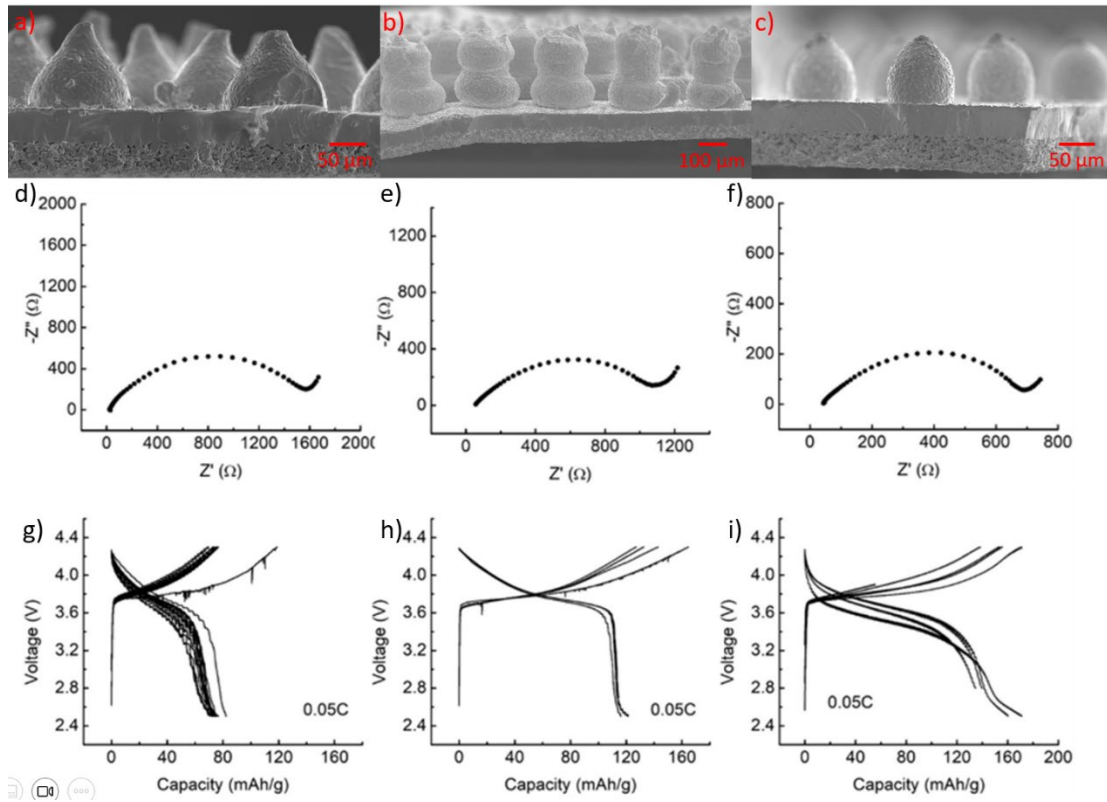 a)
b)
c)
50 μm
100 μm
50 μm
d)
e)
f)
2000
1600
1200
800
400
0
-Z'' (Ω)
0 400 800 1200 1600 2000
Z' (Ω)
1200
800
400
0
-Z'' (Ω)
0 400 800 1200
Z' (Ω)
800
600
400
200
0
-Z'' (Ω)
0 200 400 600 800
Z' (Ω)
g)
h)
i)
4.4
4.0
3.6
3.2
2.8
2.4
Voltage (V)
0.05C
0 40 80 120 160
Capacity (mAh/g)
4.4
4.0
3.6
3.2
2.8
2.4
Voltage (V)
0.05C
0 40 80 120 160
Capacity (mAh/g)
4.4
4.0
3.6
3.2
2.8
2.4
Voltage (V)
0.05C
0 40 80 120 160 200
Capacity (mAh/g)